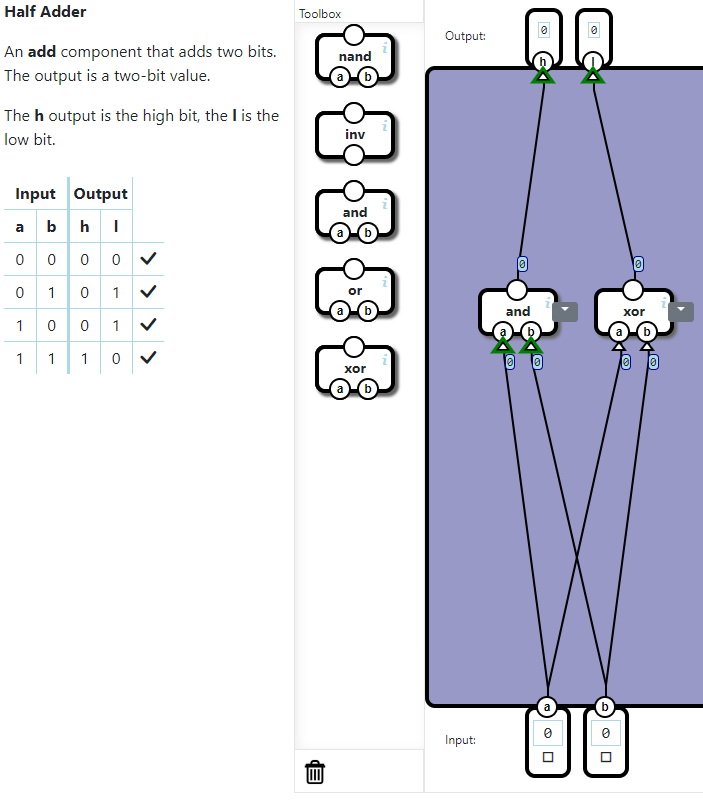 Half Adder
An add component that adds two bits.
The output is a two-bit value.
The h output is the high bit, the l is the
low bit.
Input Output
a b h l
0 0 0 0
0 1 0 1
1 0 0 1
1 1 1 0
Toolbox
nand
i
a b
inv
i
and
i
a b
or
i
a b
xor
i
a b
Output:
0 0
h l
0 0
and i xor i
a b a b
0 0 0 0
a b
Input:
0 0